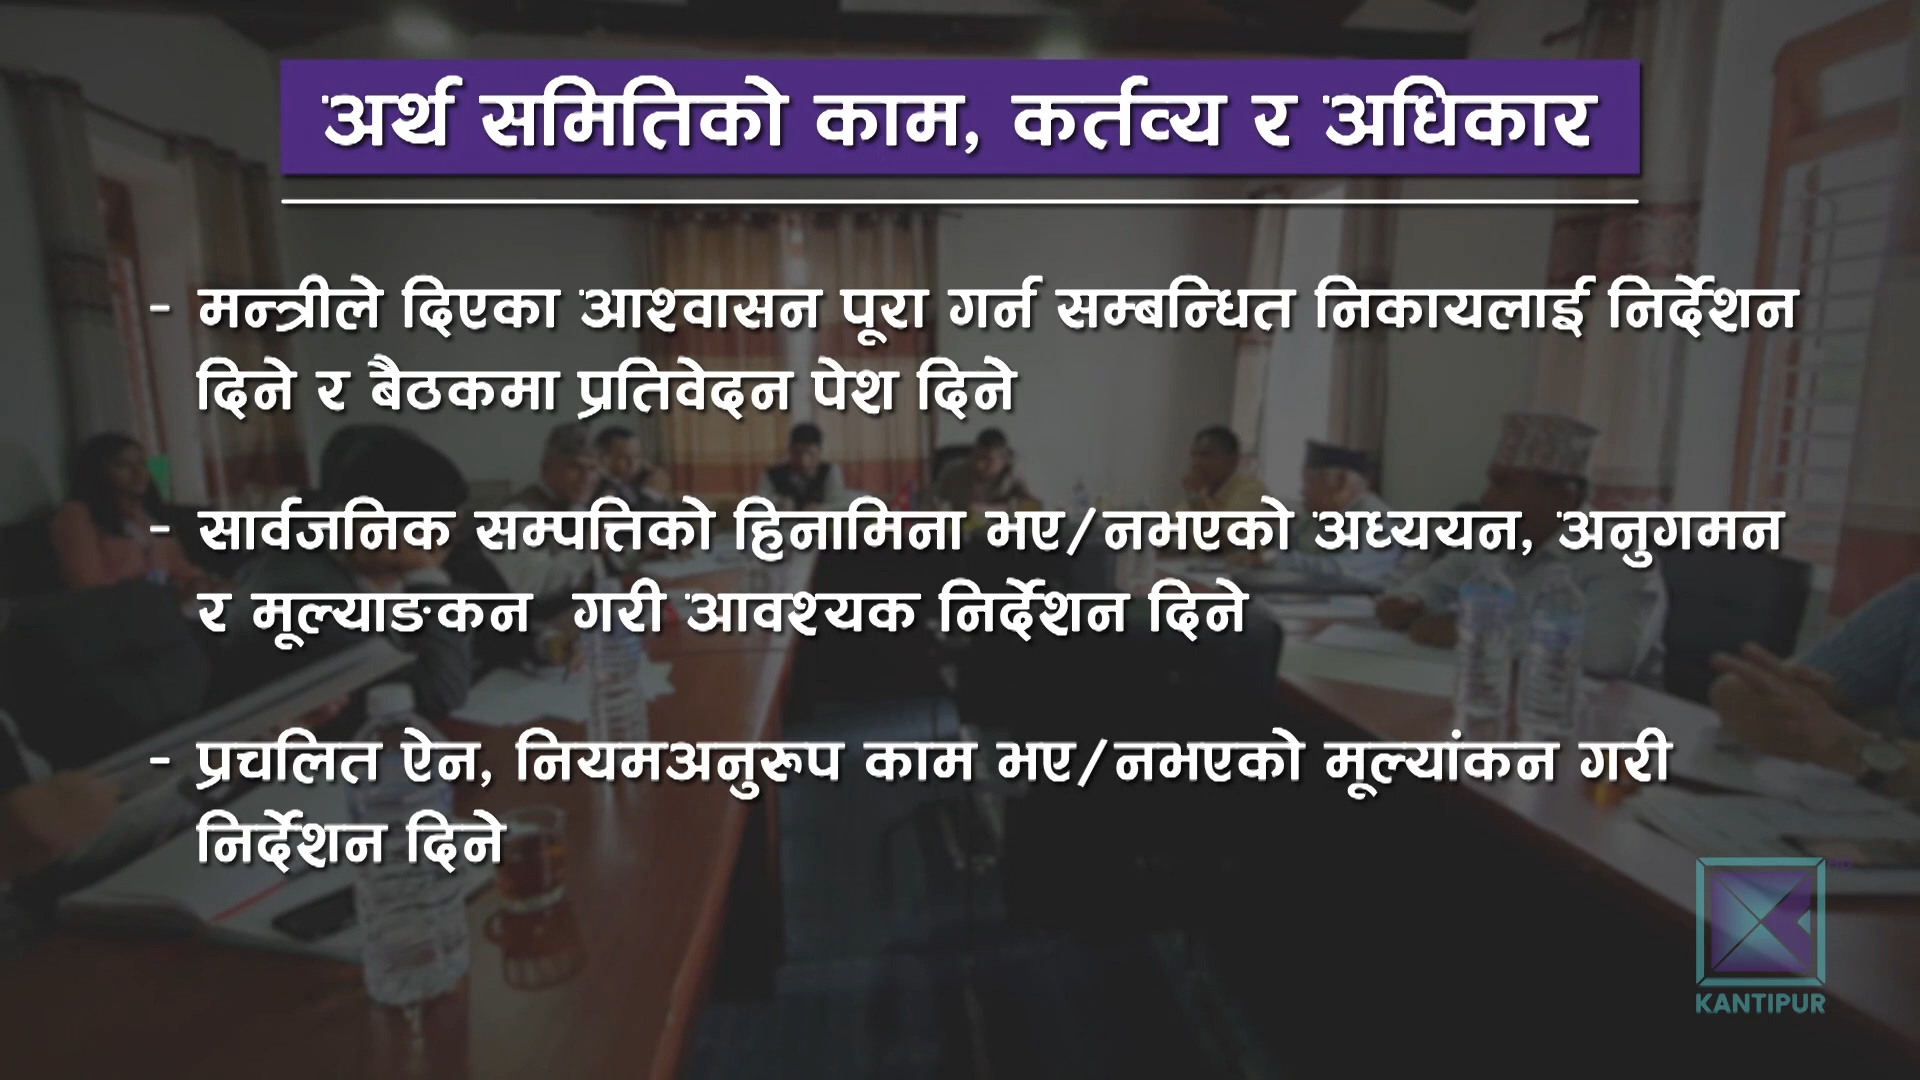 अर्थ समितिको काम, कर्तव्य र अधिकार
- मन्त्रीले दिएका आश्वासन पूरा गर्न सम्बन्धित निकायलाई निर्देशन
दिने र बैठकमा प्रतिवेदन पेश दिने
- सार्वजनिक सम्पत्तिको हिनामिना भए/नभएको अध्ययन, अनुगमन
र मूल्याङकन गरी आवश्यक निर्देशन दिने
- प्रचलित ऐन, नियमअनुरूप काम भए/नभएको मूल्यांकन गरी
निर्देशन दिने
HD
KANTIPUR